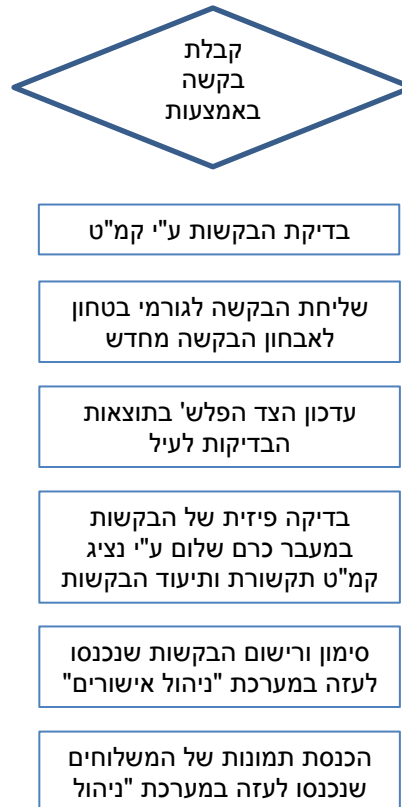 קבלת
בקשה
באמצעות
בדיקת הבקשות ע"י קמ"ט
שליחת הבקשה לגורמי בטחון
לאבחון הבקשה מחדש
עדכון הצד הפלש' בתוצאות
הבדיקות לעיל
בדיקה פיזית של הבקשות
במעבר כרם שלום ע"י נציג
קמ"ט תקשורת ותיעוד הבקשות
סימון ורישום הבקשות שנכנסו
לעזה במערכת "ניהול אישורים"
הכנסת תמונות של המשלוחים
שנכנסו לעזה במערכת "ניהול